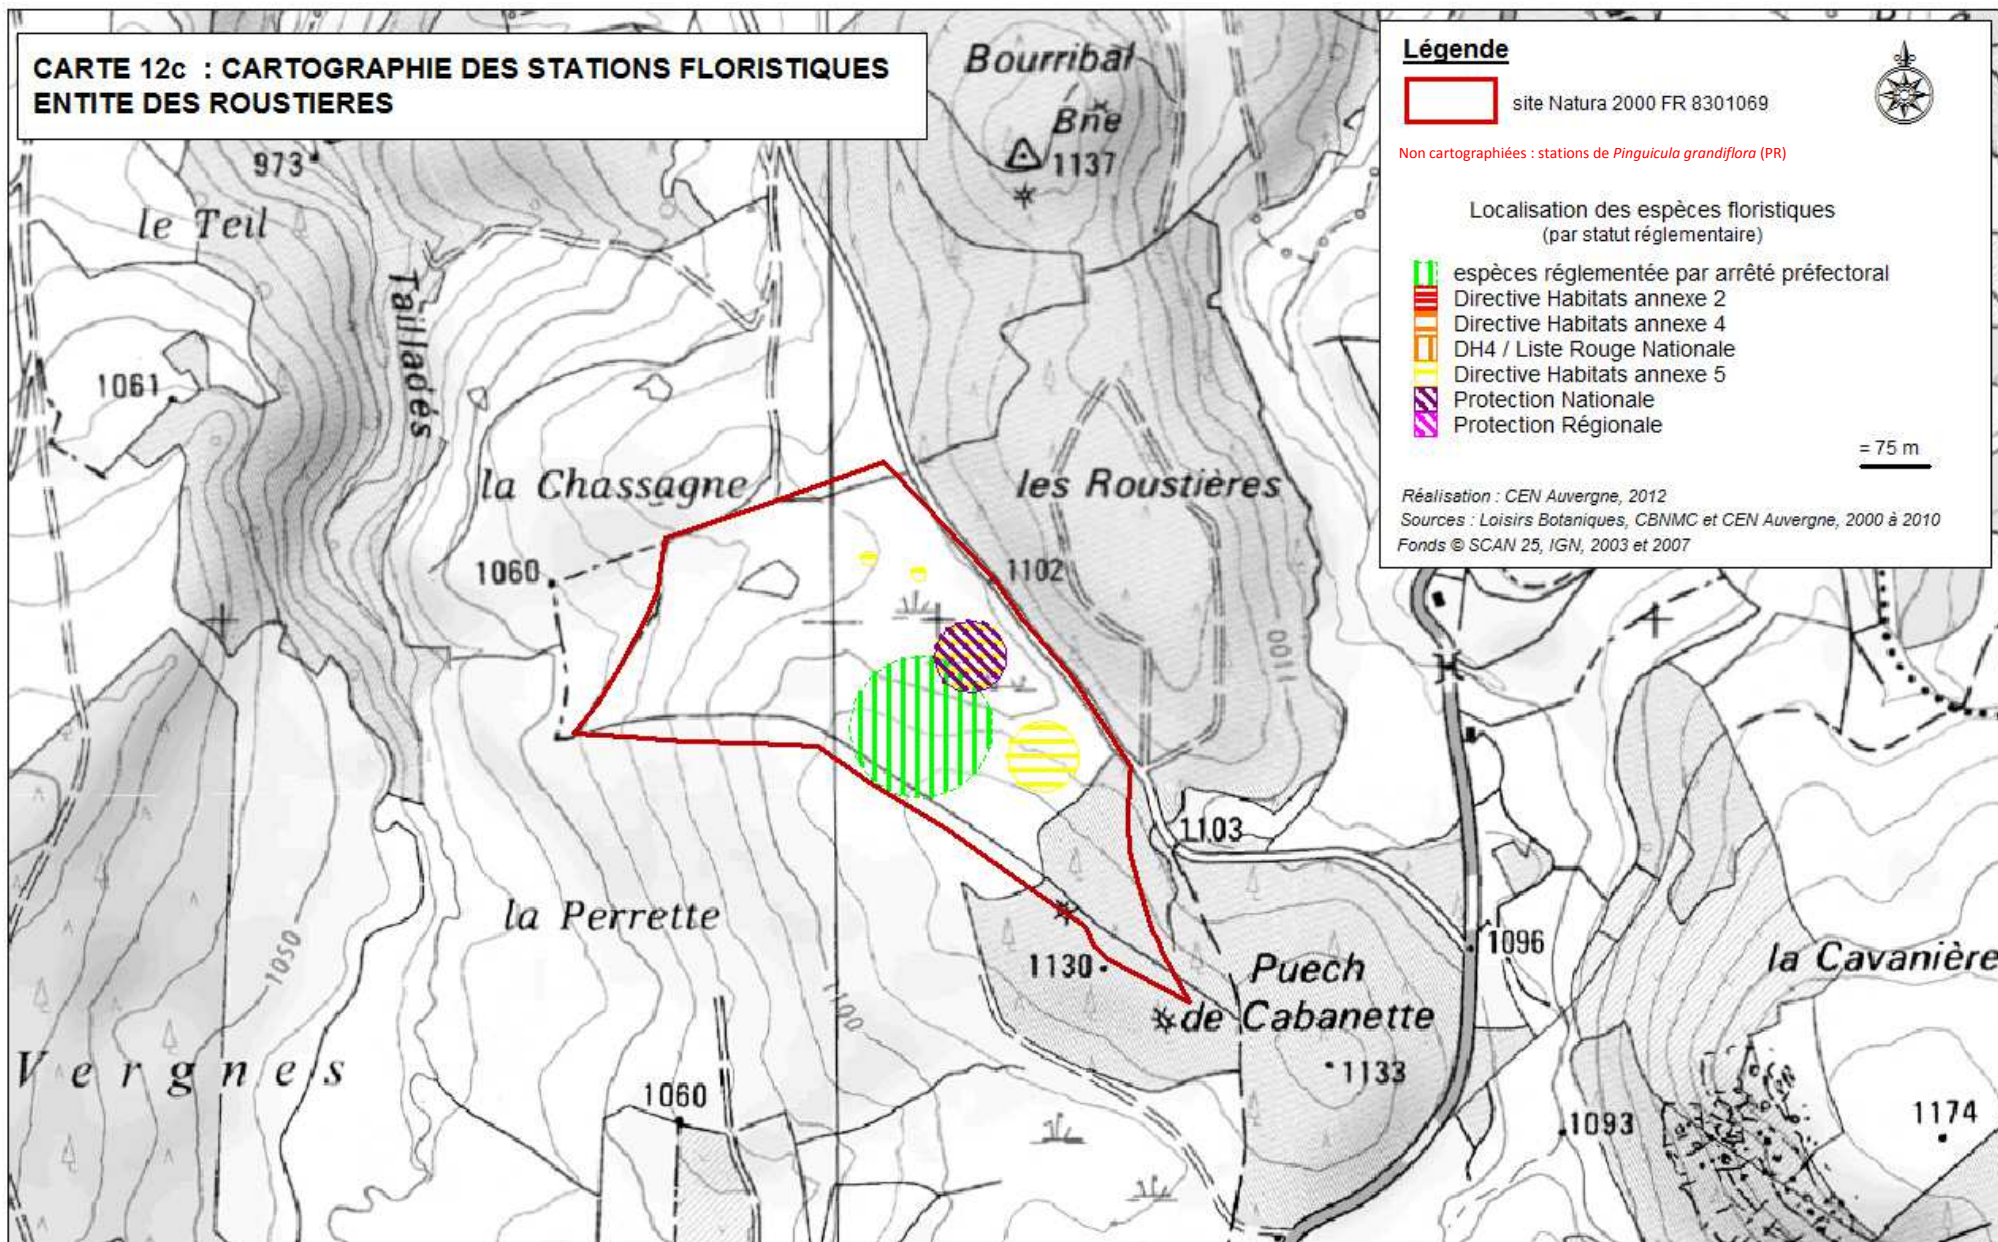 CARTE 12c : CARTOGRAPHIE DES STATIONS FLORISTIQUES
ENTITE DES ROUSTIERES
Légende
site Natura 2000 FR 8301069
Non cartographiées : stations de Pinguicula grandiflora (PR)
Localisation des espèces floristiques
(par statut réglementaire)
espèces réglementée par arrêté préfectoral
Directive Habitats annexe 2
Directive Habitats annexe 4
DH4 / Liste Rouge Nationale
Directive Habitats annexe 5
Protection Nationale
Protection Régionale
= 75 m
Réalisation : CEN Auvergne, 2012
Sources : Loisirs Botaniques, CBNMC et CEN Auvergne, 2000 à 2010
Fonds © SCAN 25, IGN, 2003 et 2007
Bourribal
Bne
1137
973
le Teil
Taillades
1061
la Chassagne
les Roustières
1060
1102
1100
1103
la Perrette
1050
1100
1130
Puech
de Cabanette
1096
la Cavanière
1133
Vergnes
1060
1093
1174